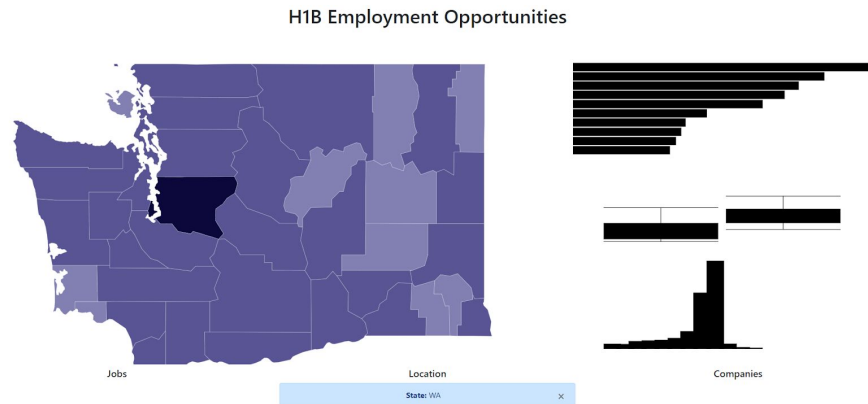 H1B Employment Opportunities
Jobs
Location
Companies
State: WA ×